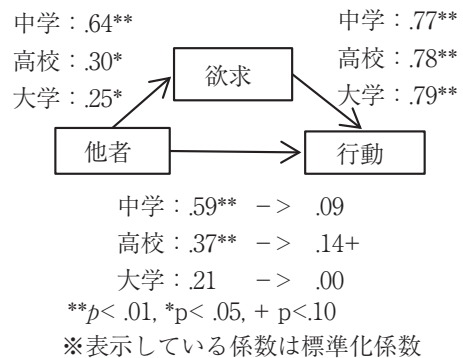 中学：.64**
高校：.30*
大学：.25*
欲求
中学：.77**
高校：.78**
大学：.79**
他者
行動
中学：.59** −> .09
高校：.37** −> .14+
大学：.21 −> .00
**p< .01, *p< .05, + p<.10
※表示している係数は標準化係数